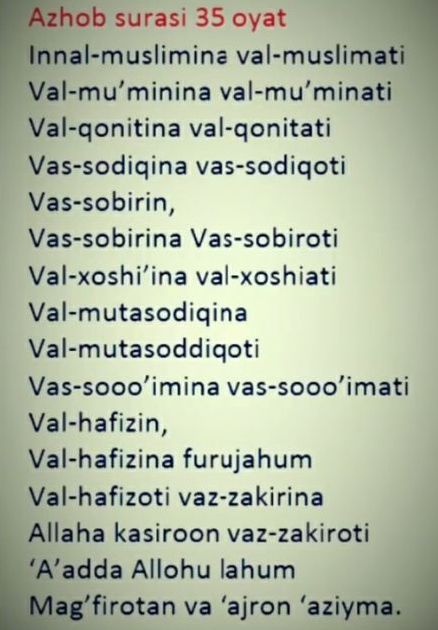 Azhob surasi 35 oyat
Innal-muslimina val-muslimati
Val-mu’minina val-mu’minati
Val-qonitina val-qonitati
Vas-sodiqina vas-sodiqoti
Vas-sobirin,
Vas-sobirina Vas-sobiroti
Val-xoshi’ina val-xoshiati
Val-mutasodiqina
Val-mutasoddiqoti
Vas-sooo’imina vas-sooo’imati
Val-hafizin,
Val-hafizina furujahum
Val-hafizoti vaz-zakirina
Allaha kasiroon vaz-zakiroti
‘A’adda Allohu lahum
Mag’firotan va ‘ajron ‘aziyma.